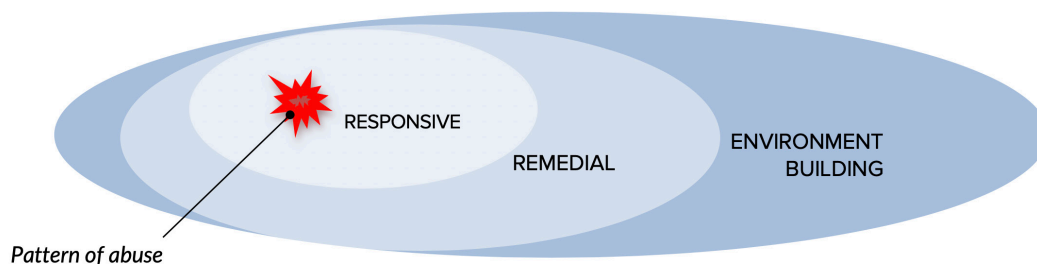 RESPONSIVE
REMEDIAL
ENVIRONMENT
BUILDING
Pattern of abuse